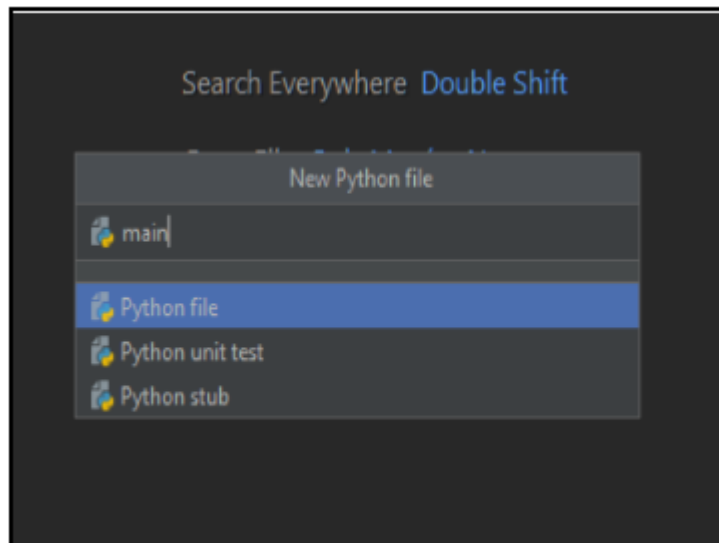 Search Everywhere Double Shift
New Python file
main
Python file
Python unit test
Python stub